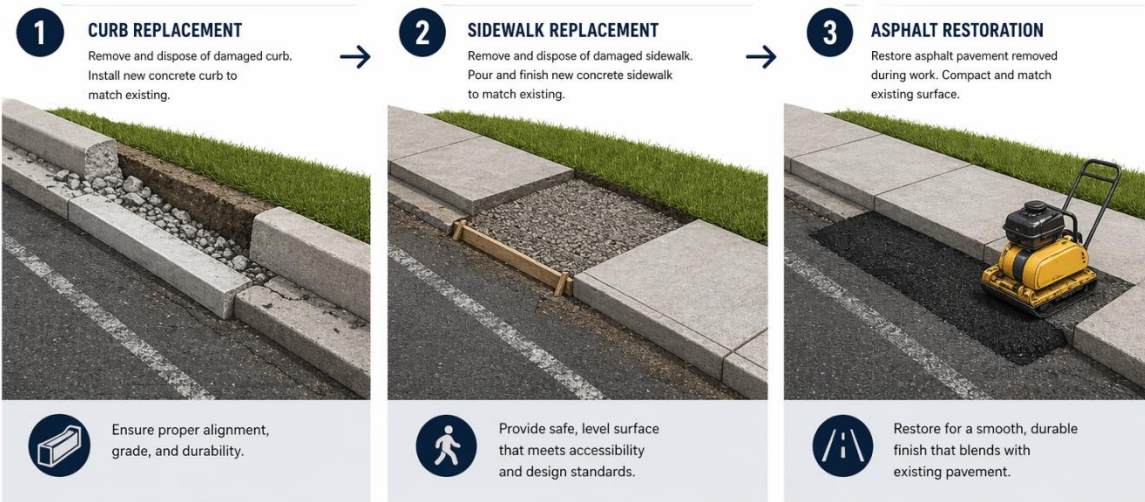 1
CURB REPLACEMENT
Remove and dispose of damaged curb.
Install new concrete curb to
match existing.
Ensure proper alignment,
grade, and durability.
2
SIDEWALK REPLACEMENT
Remove and dispose of damaged sidewalk.
Pour and finish new concrete sidewalk
to match existing.
Provide safe, level surface
that meets accessibility
and design standards.
3
ASPHALT RESTORATION
Restore asphalt pavement removed
during work. Compact and match
existing surface.
Restore for a smooth, durable
finish that blends with
existing pavement.